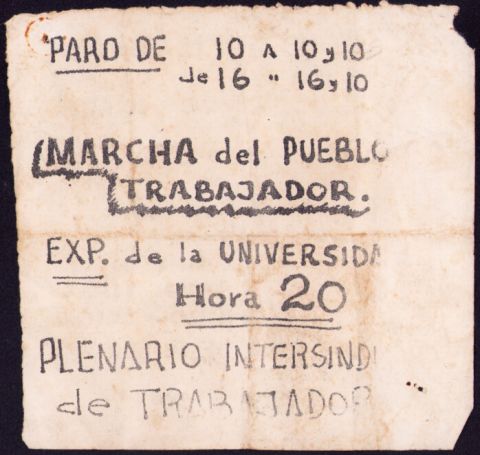 PARO DE 10 A 10 y 10
de 16 " 16 y 10
MARCHA del PUEBLO
TRABAJADOR.
EXP. de la UNIVERSIDA
Hora 20
PLENARIO INTERSINDI
de TRABAJADOR